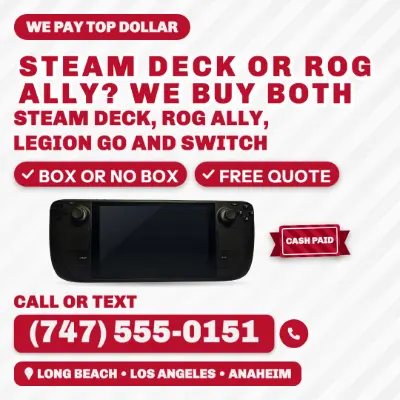 WE PAY TOP DOLLAR
STEAM DECK OR ROG
ALLY? WE BUY BOTH
STEAM DECK, ROG ALLY,
LEGION GO AND SWITCH
BOX OR NO BOX
FREE QUOTE
CASH PAID
CALL OR TEXT
(747) 555-0151
LONG BEACH • LOS ANGELES • ANAHEIM